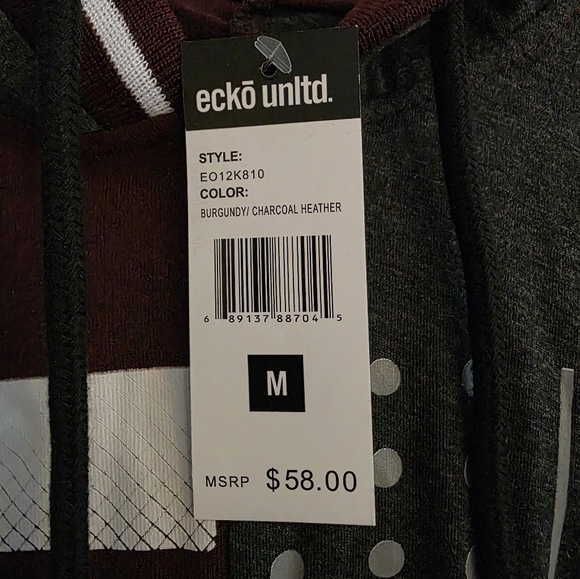 eckō unltd.
STYLE:
EO12K810
COLOR:
BURGUNDY/ CHARCOAL HEATHER
6 89137 88704 5
M
MSRP $58.00